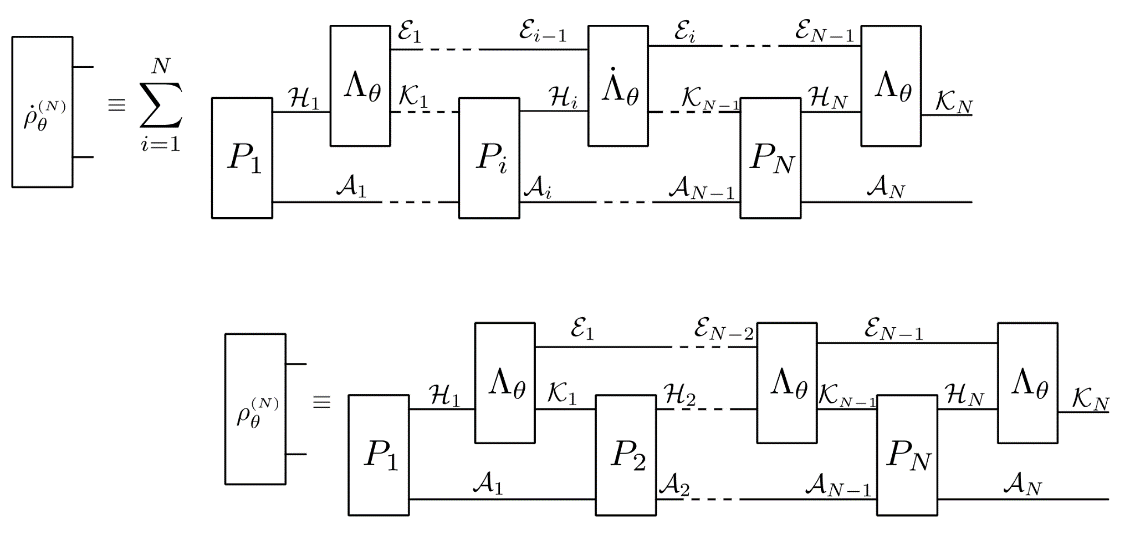 ρ̇_θ^(N) ≡ ∑_{i=1}^{N} P_1 H_1 A_1 Λ_θ E_1 K_1 P_i E_{i−1} H_i A_i Λ̇_θ E_i K_{N−1} A_{N−1} P_N E_{N−1} H_N A_N Λ_θ K_N
ρ_θ^(N) ≡ P_1 H_1 A_1 Λ_θ E_1 K_1 P_2 H_2 A_2 E_{N−2} Λ_θ K_{N−1} A_{N−1} E_{N−1} P_N H_N A_N Λ_θ K_N